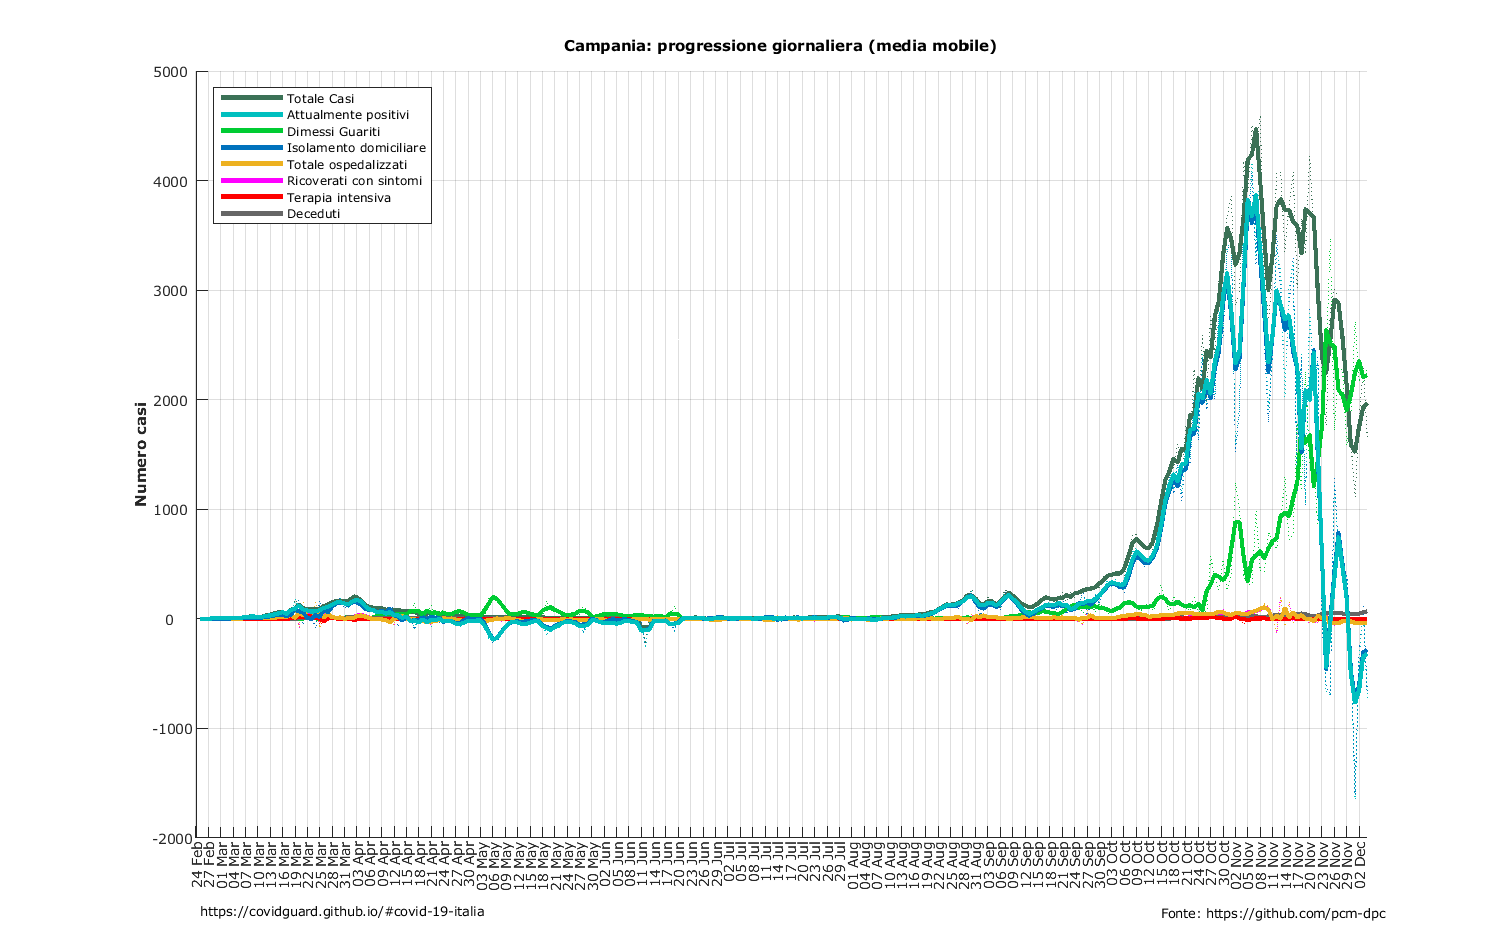 Campania: progressione giornaliera (media mobile)
5000
4000
3000
2000
1000
0
-1000
-2000
Numero casi
Totale Casi
Attualmente positivi
Dimessi Guariti
Isolamento domiciliare
Totale ospedalizzati
Ricoverati con sintomi
Terapia intensiva
Deceduti
24 Feb
27 Feb
01 Mar
04 Mar
07 Mar
10 Mar
13 Mar
16 Mar
19 Mar
22 Mar
25 Mar
28 Mar
31 Mar
03 Apr
06 Apr
09 Apr
12 Apr
15 Apr
18 Apr
21 Apr
24 Apr
27 Apr
30 Apr
03 May
06 May
09 May
12 May
15 May
18 May
21 May
24 May
27 May
30 May
02 Jun
05 Jun
08 Jun
11 Jun
14 Jun
17 Jun
20 Jun
23 Jun
26 Jun
29 Jun
02 Jul
05 Jul
08 Jul
11 Jul
14 Jul
17 Jul
20 Jul
23 Jul
26 Jul
29 Jul
01 Aug
04 Aug
07 Aug
10 Aug
13 Aug
16 Aug
19 Aug
22 Aug
25 Aug
28 Aug
31 Aug
03 Sep
06 Sep
09 Sep
12 Sep
15 Sep
18 Sep
21 Sep
24 Sep
27 Sep
30 Sep
03 Oct
06 Oct
09 Oct
12 Oct
15 Oct
18 Oct
21 Oct
24 Oct
27 Oct
30 Oct
02 Nov
05 Nov
08 Nov
11 Nov
14 Nov
17 Nov
20 Nov
23 Nov
26 Nov
29 Nov
02 Dec
https://covidguard.github.io/#covid-19-italia
Fonte: https://github.com/pcm-dpc